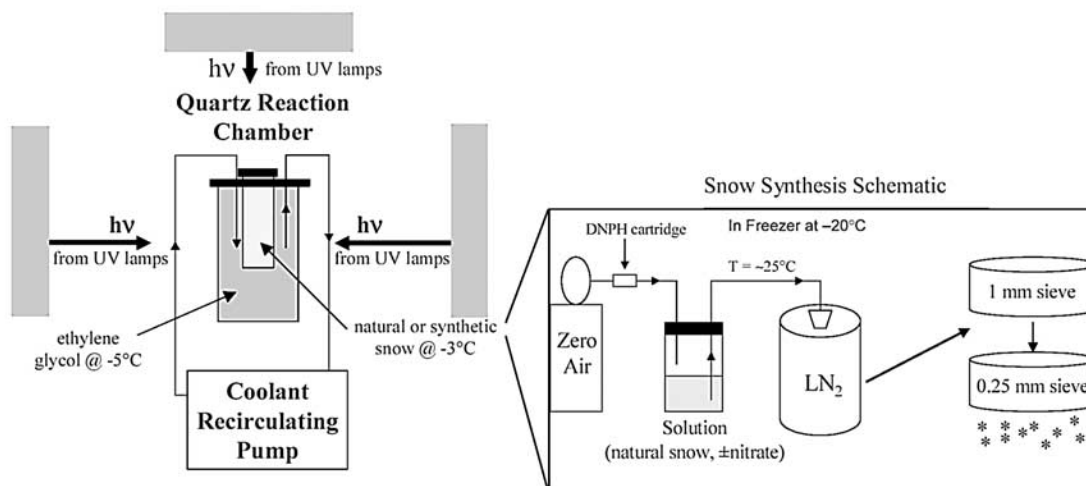 hν from UV lamps
Quartz Reaction
Chamber
hν
from UV lamps
hν
from UV lamps
ethylene
glycol @ -5°C
natural or synthetic
snow @ -3°C
Coolant
Recirculating
Pump
Snow Synthesis Schematic
In Freezer at –20°C
DNPH cartridge
T = ~25°C
Zero
Air
Solution
(natural snow, ±nitrate)
LN₂
1 mm sieve
0.25 mm sieve